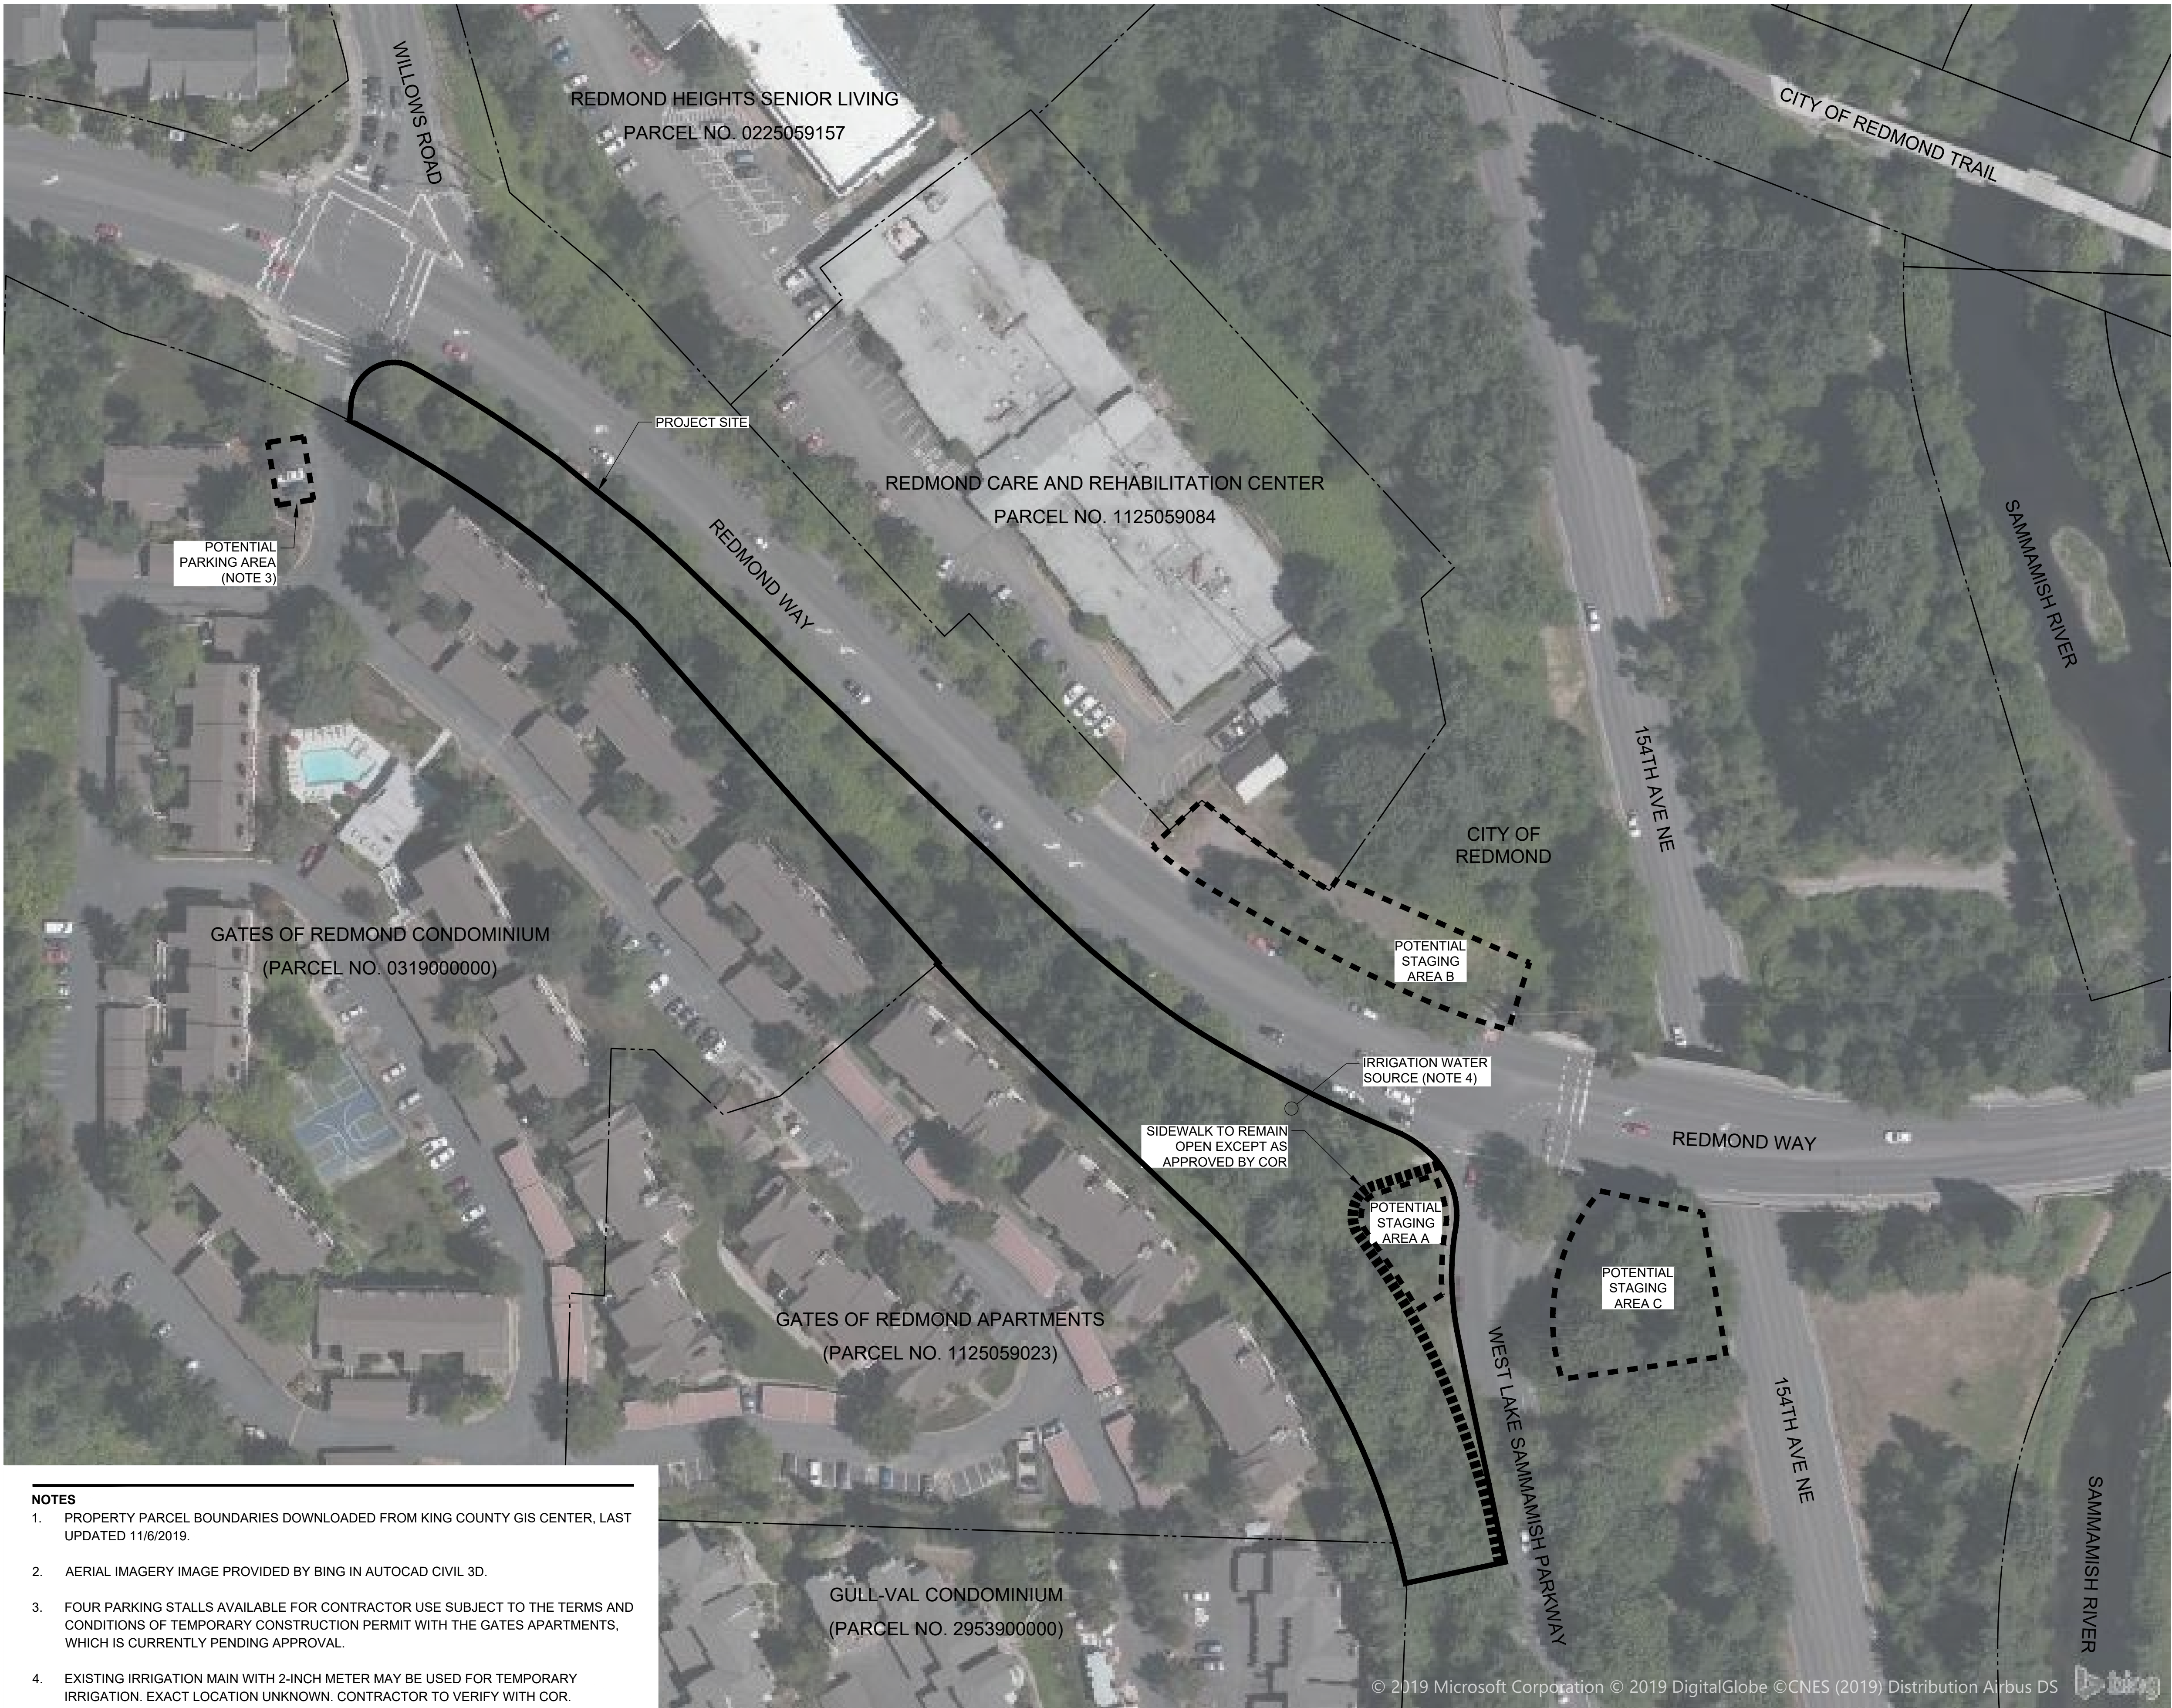 WILLOWS ROAD
REDMOND HEIGHTS SENIOR LIVING
PARCEL NO. 0225059157
CITY OF REDMOND TRAIL
PROJECT SITE
REDMOND CARE AND REHABILITATION CENTER
PARCEL NO. 1125059084
POTENTIAL
PARKING AREA
(NOTE 3)
REDMOND WAY
SAMMAMISH RIVER
154TH AVE NE
CITY OF
REDMOND
GATES OF REDMOND CONDOMINIUM
(PARCEL NO. 0319000000)
POTENTIAL
STAGING
AREA B
IRRIGATION WATER
SOURCE (NOTE 4)
SIDEWALK TO REMAIN
OPEN EXCEPT AS
APPROVED BY COR
REDMOND WAY
POTENTIAL
STAGING
AREA A
POTENTIAL
STAGING
AREA C
GATES OF REDMOND APARTMENTS
(PARCEL NO. 1125059023)
WEST LAKE SAMMAMISH PARKWAY
154TH AVE NE
SAMMAMISH RIVER
GULL-VAL CONDOMINIUM
(PARCEL NO. 2953900000)
NOTES
1. PROPERTY PARCEL BOUNDARIES DOWNLOADED FROM KING COUNTY GIS CENTER, LAST
UPDATED 11/6/2019.
2. AERIAL IMAGERY IMAGE PROVIDED BY BING IN AUTOCAD CIVIL 3D.
3. FOUR PARKING STALLS AVAILABLE FOR CONTRACTOR USE SUBJECT TO THE TERMS AND
CONDITIONS OF TEMPORARY CONSTRUCTION PERMIT WITH THE GATES APARTMENTS,
WHICH IS CURRENTLY PENDING APPROVAL.
4. EXISTING IRRIGATION MAIN WITH 2-INCH METER MAY BE USED FOR TEMPORARY
IRRIGATION. EXACT LOCATION UNKNOWN. CONTRACTOR TO VERIFY WITH COR.
© 2019 Microsoft Corporation © 2019 DigitalGlobe ©CNES (2019) Distribution Airbus DS
bing